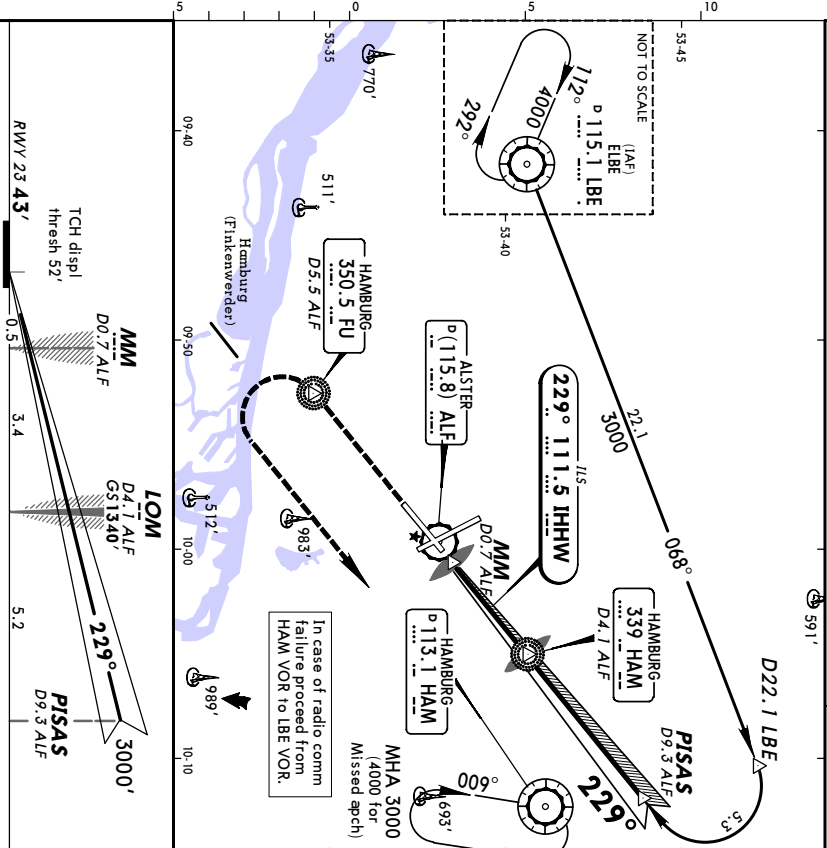 5
0
5
10
53-35
53-40
53-45
09-40
09-50
10-00
10-10
NOT TO SCALE
(IAF)
ELBE
D 115.1 LBE
112°
4000
292°
770'
511'
Hamburg
(Finkenwerder)
HAMBURG
350.5 FU
D5.5 ALF
ALSTER
D (115.8) ALF
ILS
229° 111.5 IHHW
22.1
3000
068°
591'
D22.1 LBE
5.3
PISAS
D9.3 ALF
HAMBURG
339 HAM
D4.1 ALF
MM
D0.7 ALF
229°
HAMBURG
D 113.1 HAM
512'
983'
989'
In case of radio comm
failure proceed from
HAM VOR to LBE VOR.
MHA 3000
(4000 for
Missed apch)
009°
693'
RWY 23 43'
TCH displ
thresh 52'
MM
D0.7 ALF
LOM
D4.1 ALF
GS 1340'
229°
PISAS
D9.3 ALF
3000'
0.5
3.4
5.2